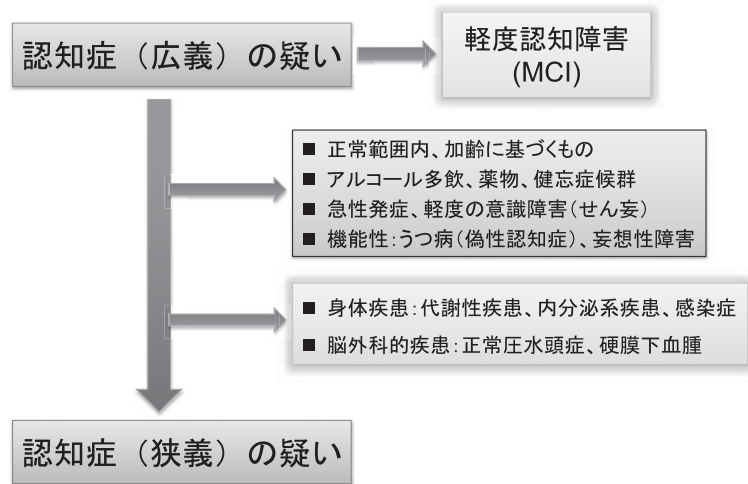 認知症（広義）の疑い
軽度認知障害
(MCI)
■ 正常範囲内、加齢に基づくもの
■ アルコール多飲、薬物、健忘症候群
■ 急性発症、軽度の意識障害(せん妄)
■ 機能性:うつ病(偽性認知症)、妄想性障害
■ 身体疾患:代謝性疾患、内分泌系疾患、感染症
■ 脳外科的疾患:正常圧水頭症、硬膜下血腫
認知症（狭義）の疑い